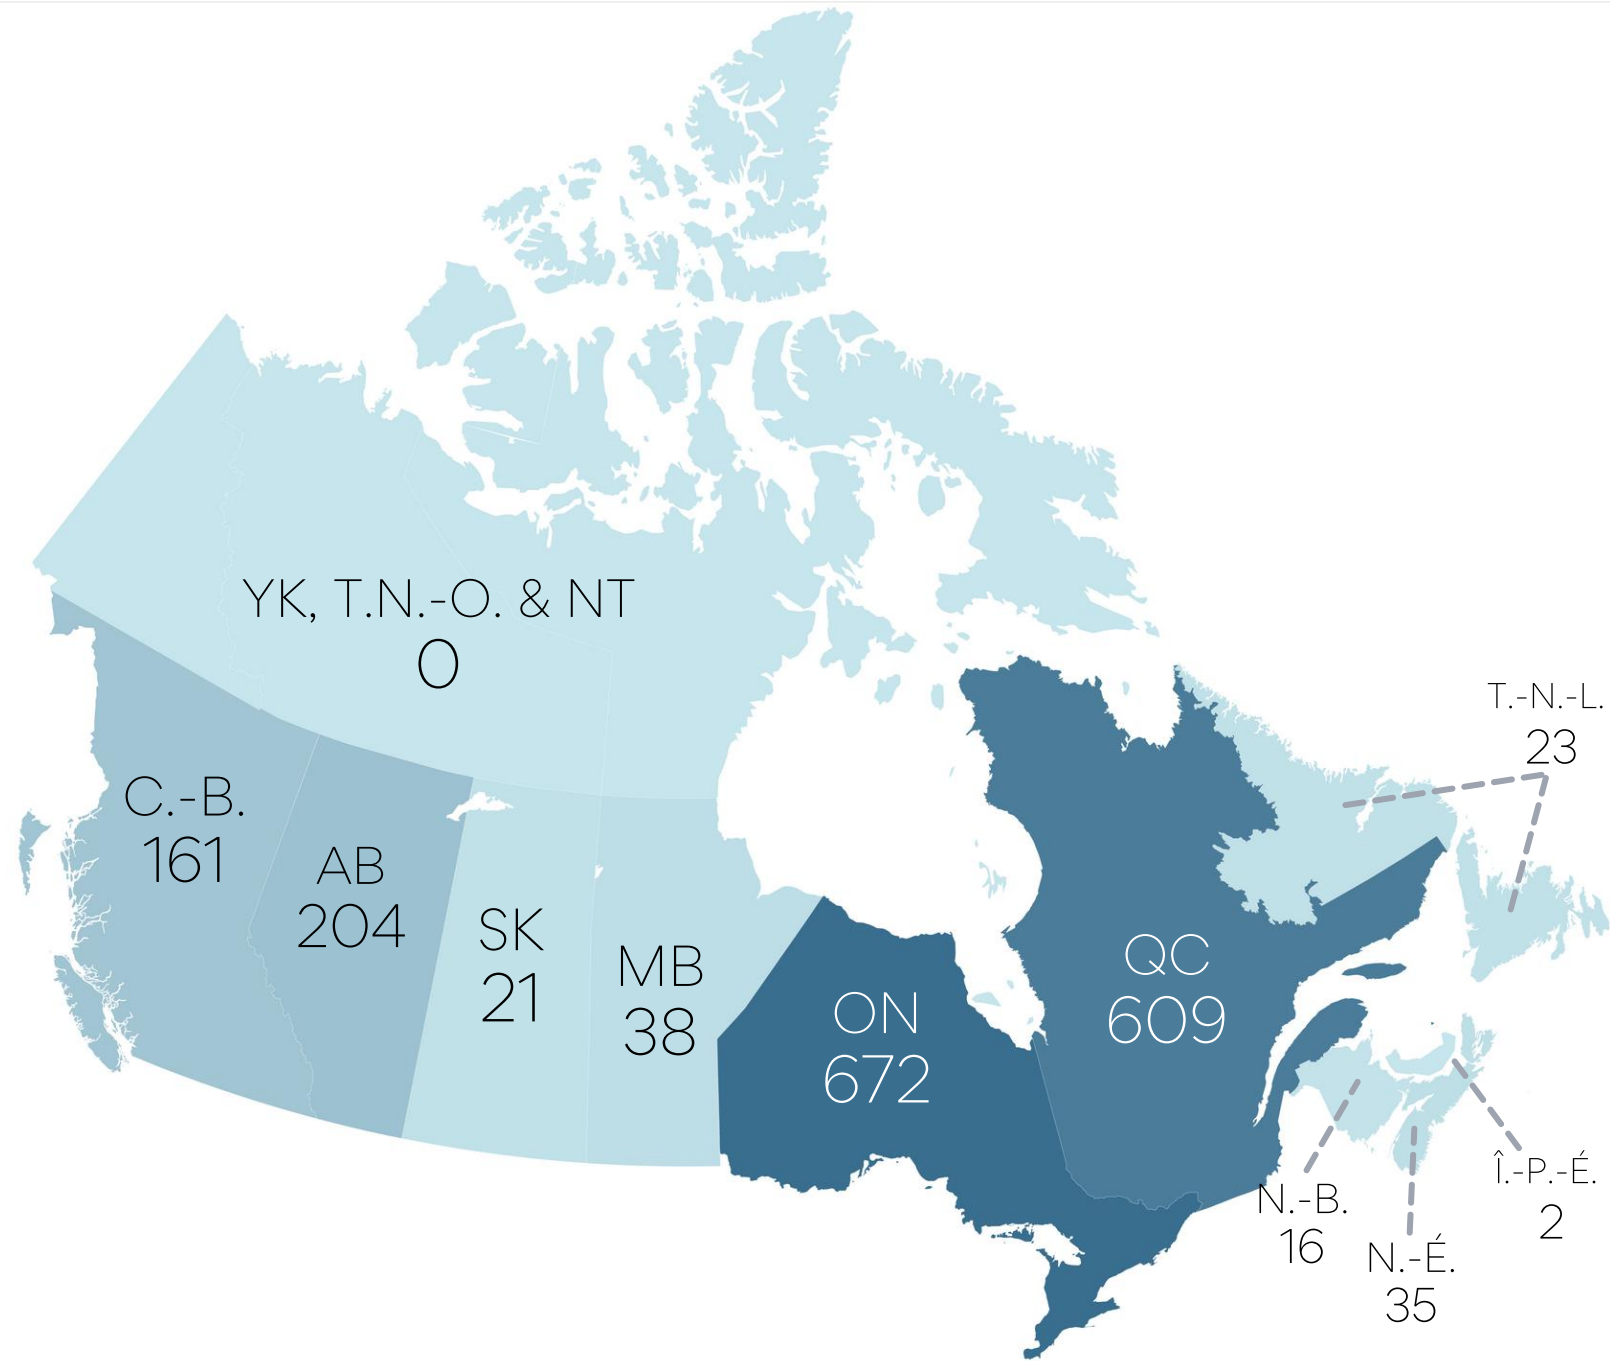 YK, T.N.-O. & NT
0
T.-N.-L.
23
C.-B.
161
AB
204
SK
21
MB
38
ON
672
QC
609
Î.-P.-É.
2
N.-B.
16
N.-É.
35